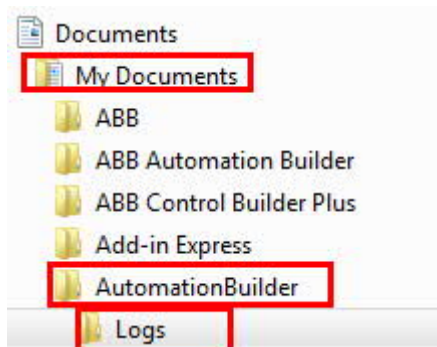 Documents
My Documents
ABB
ABB Automation Builder
ABB Control Builder Plus
Add-in Express
AutomationBuilder
Logs